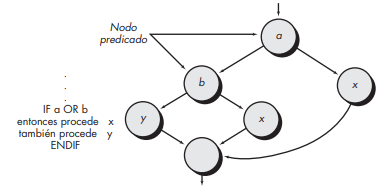 Nodo
predicado
a
b
x
.
.
.
IF a OR b
entonces procede x
también procede y
ENDIF
y
x